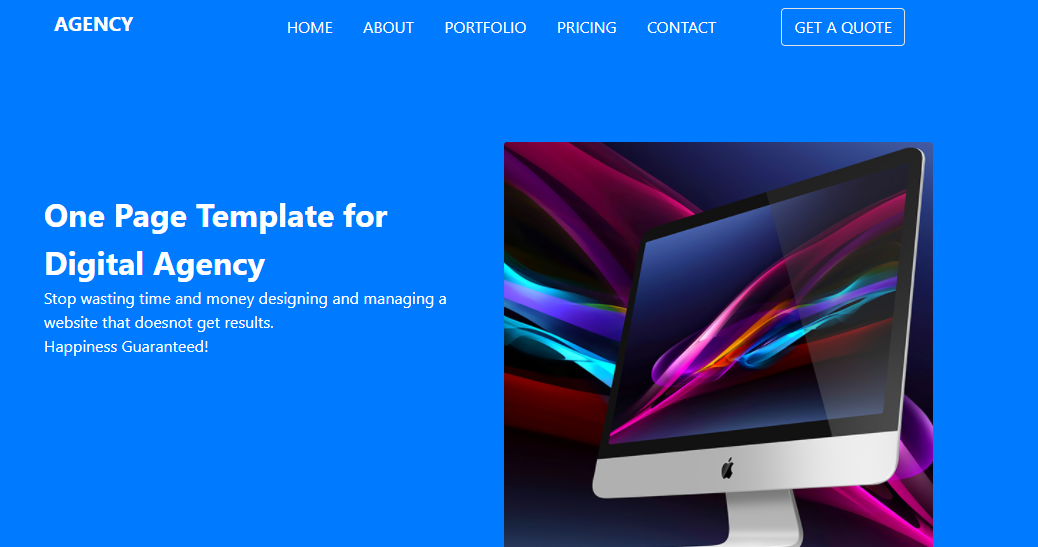 AGENCY
HOME ABOUT PORTFOLIO PRICING CONTACT GET A QUOTE
One Page Template for
Digital Agency
Stop wasting time and money designing and managing a
website that doesnot get results.
Happiness Guaranteed!